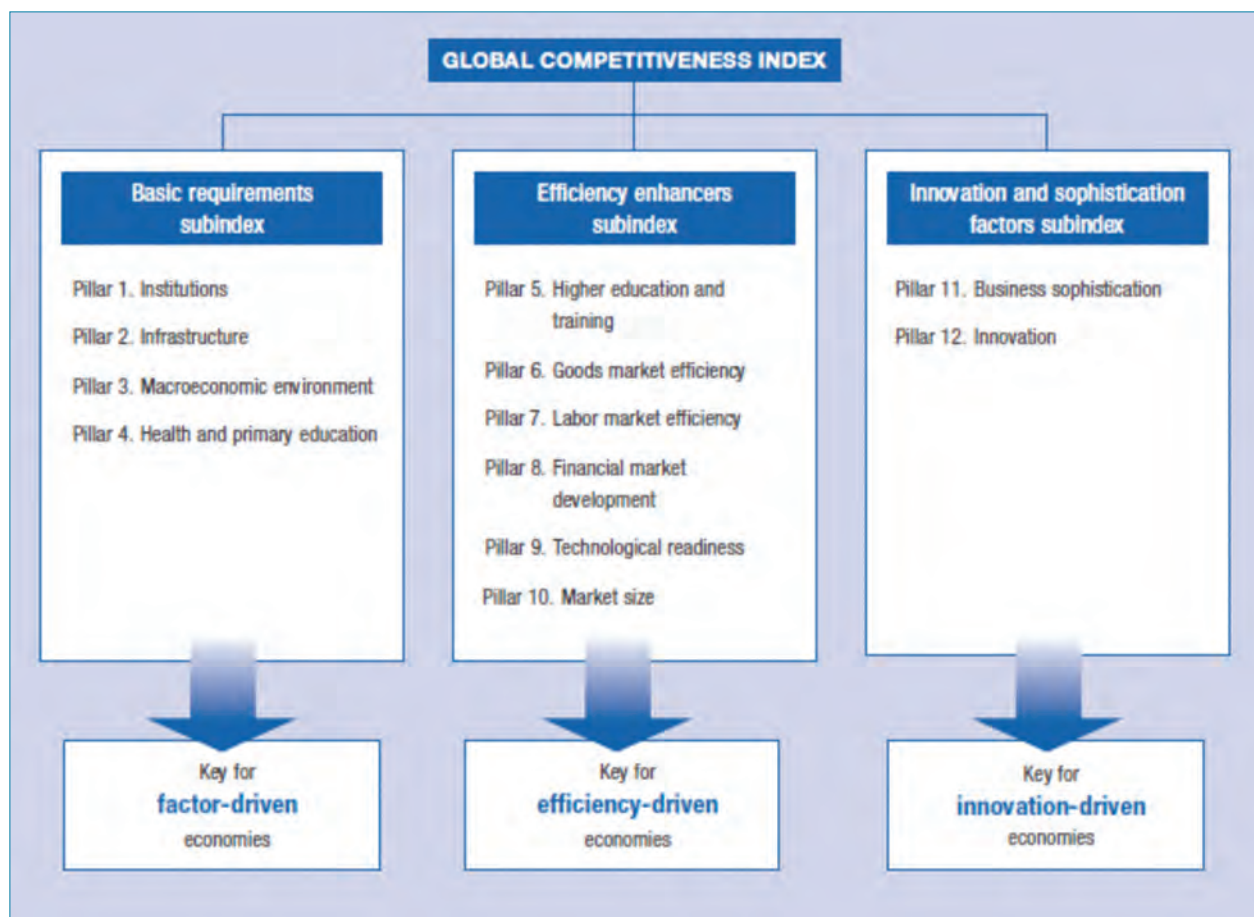 GLOBAL COMPETITIVENESS INDEX
Basic requirements
subindex
Pillar 1. Institutions
Pillar 2. Infrastructure
Pillar 3. Macroeconomic environment
Pillar 4. Health and primary education
Key for
factor-driven
economies
Efficiency enhancers
subindex
Pillar 5. Higher education and
training
Pillar 6. Goods market efficiency
Pillar 7. Labor market efficiency
Pillar 8. Financial market
development
Pillar 9. Technological readiness
Pillar 10. Market size
Key for
efficiency-driven
economies
Innovation and sophistication
factors subindex
Pillar 11. Business sophistication
Pillar 12. Innovation
Key for
innovation-driven
economies